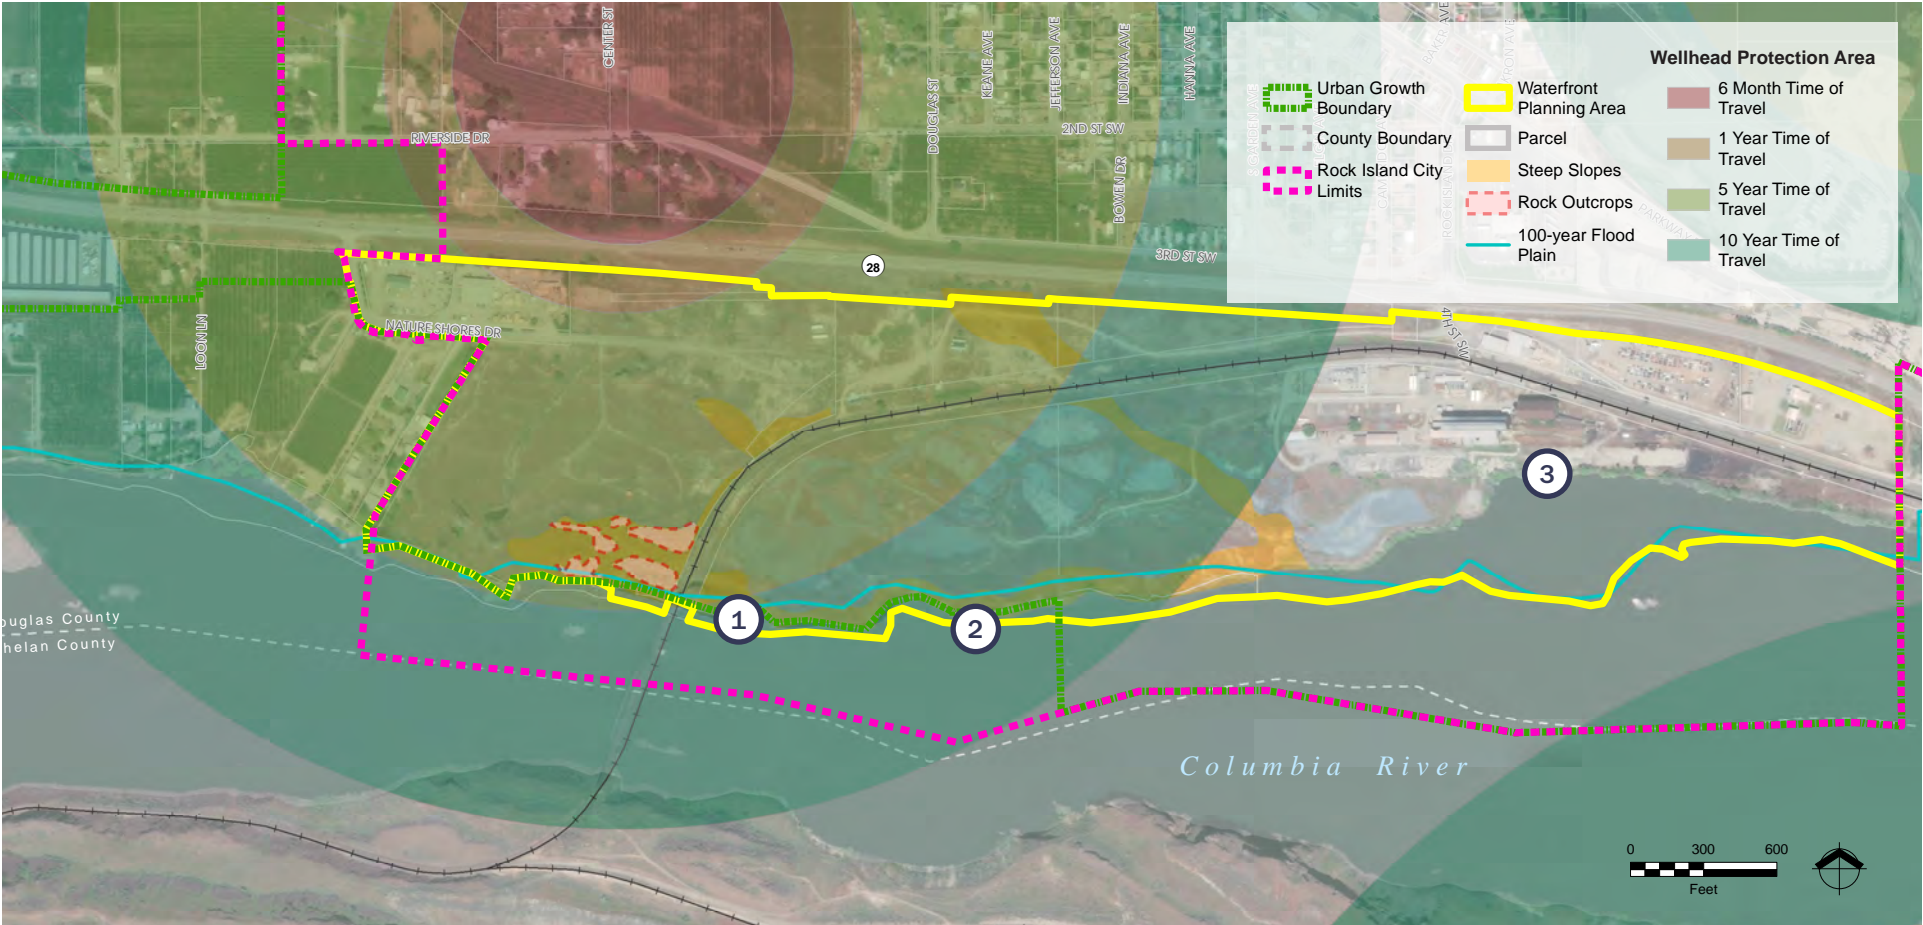 CENTER ST
DOUGLAS ST
KEANE AVE
JEFFERSON AVE
INDIANA AVE
HANNA AVE
2ND ST SW
BOWEN DR
3RD ST SW
RIVERSIDE DR
28
NATURE SHORES DR
LOON LN
4TH ST SW
BAKER AVE
PARKWAY
Urban Growth
Boundary
County Boundary
Rock Island City
Limits
Waterfront
Planning Area
Parcel
Steep Slopes
Rock Outcrops
100-year Flood
Plain
Wellhead Protection Area
6 Month Time of
Travel
1 Year Time of
Travel
5 Year Time of
Travel
10 Year Time of
Travel
1
2
3
ouglas County
helan County
Columbia River
0 300 600
Feet